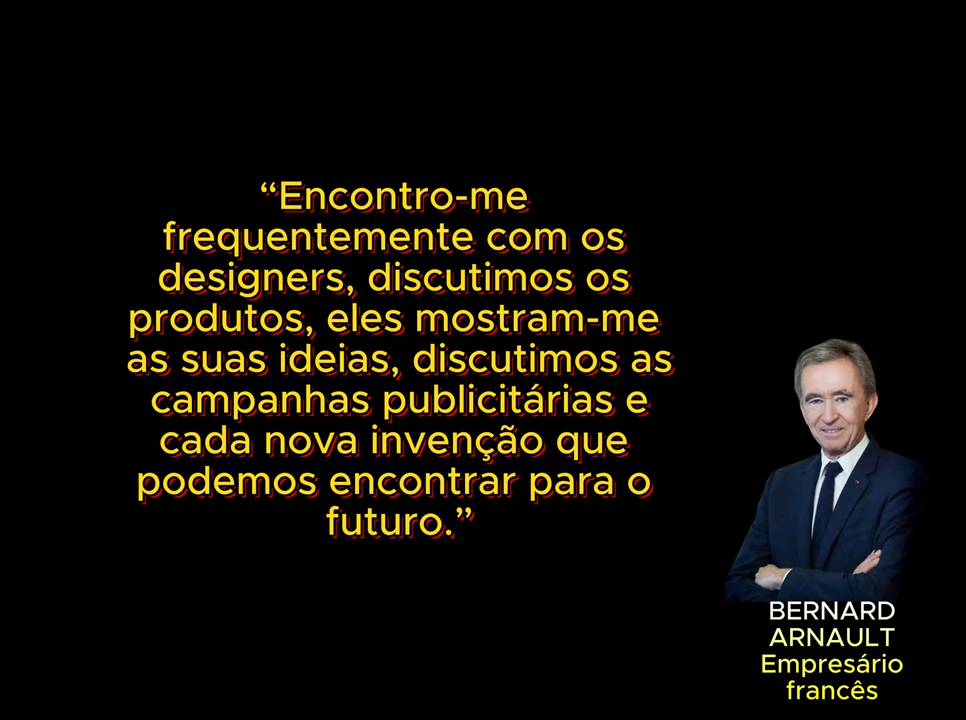 “Encontro-me
frequentemente com os
designers, discutimos os
produtos, eles mostram-me
as suas ideias, discutimos as
campanhas publicitárias e
cada nova invenção que
podemos encontrar para o
futuro.”
BERNARD
ARNAULT
Empresário
francês